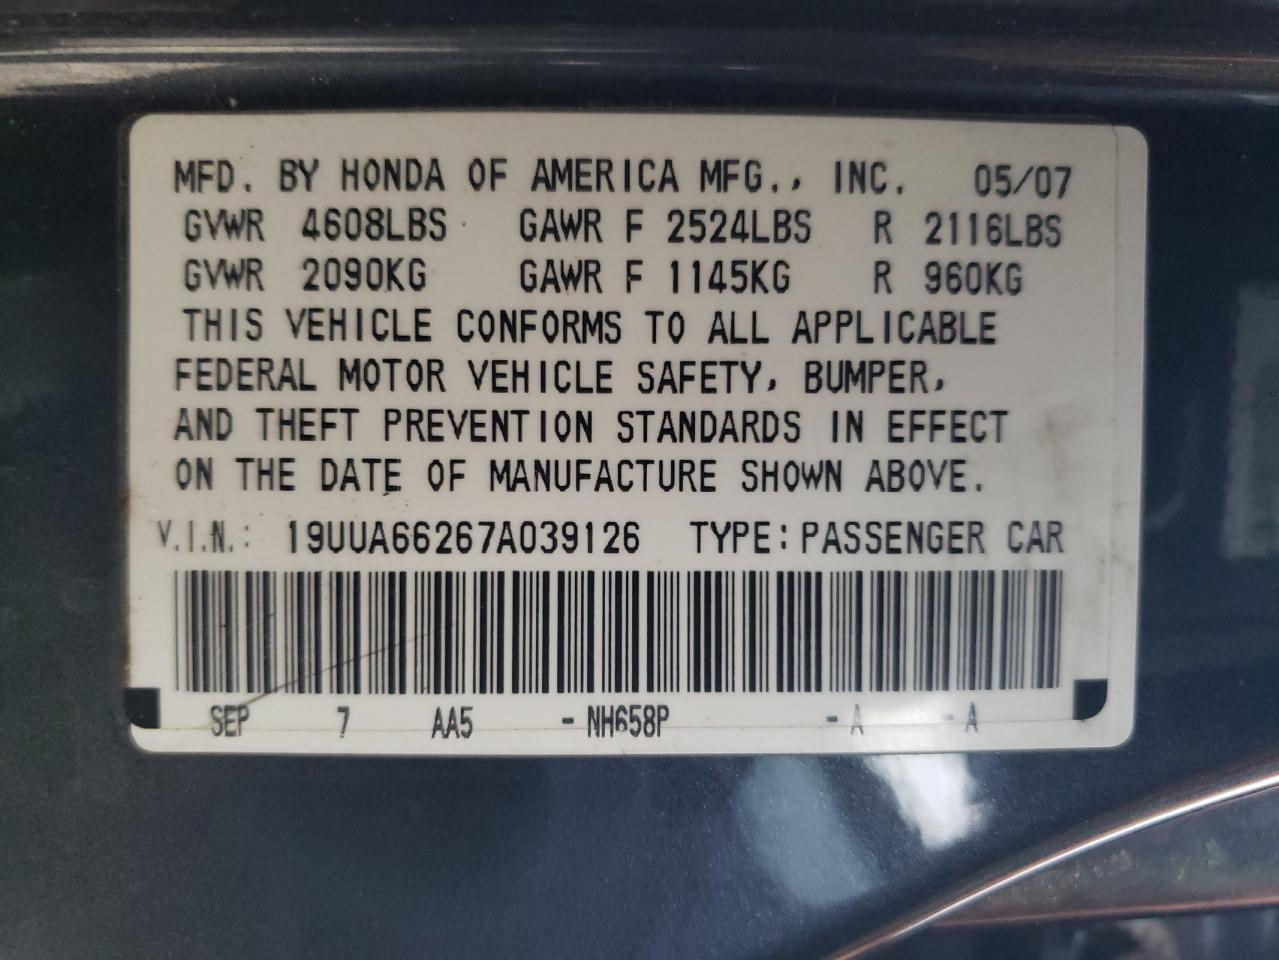 MFD. BY HONDA OF AMERICA MFG., INC. 05/07
GVWR 4608LBS GAWR F 2524LBS R 2116LBS
GVWR 2090KG GAWR F 1145KG R 960KG
THIS VEHICLE CONFORMS TO ALL APPLICABLE
FEDERAL MOTOR VEHICLE SAFETY, BUMPER,
AND THEFT PREVENTION STANDARDS IN EFFECT
ON THE DATE OF MANUFACTURE SHOWN ABOVE.
V.I.N.: 19UUA66267A039126 TYPE: PASSENGER CAR
SEP 7 AA5 - NH658P - A - A